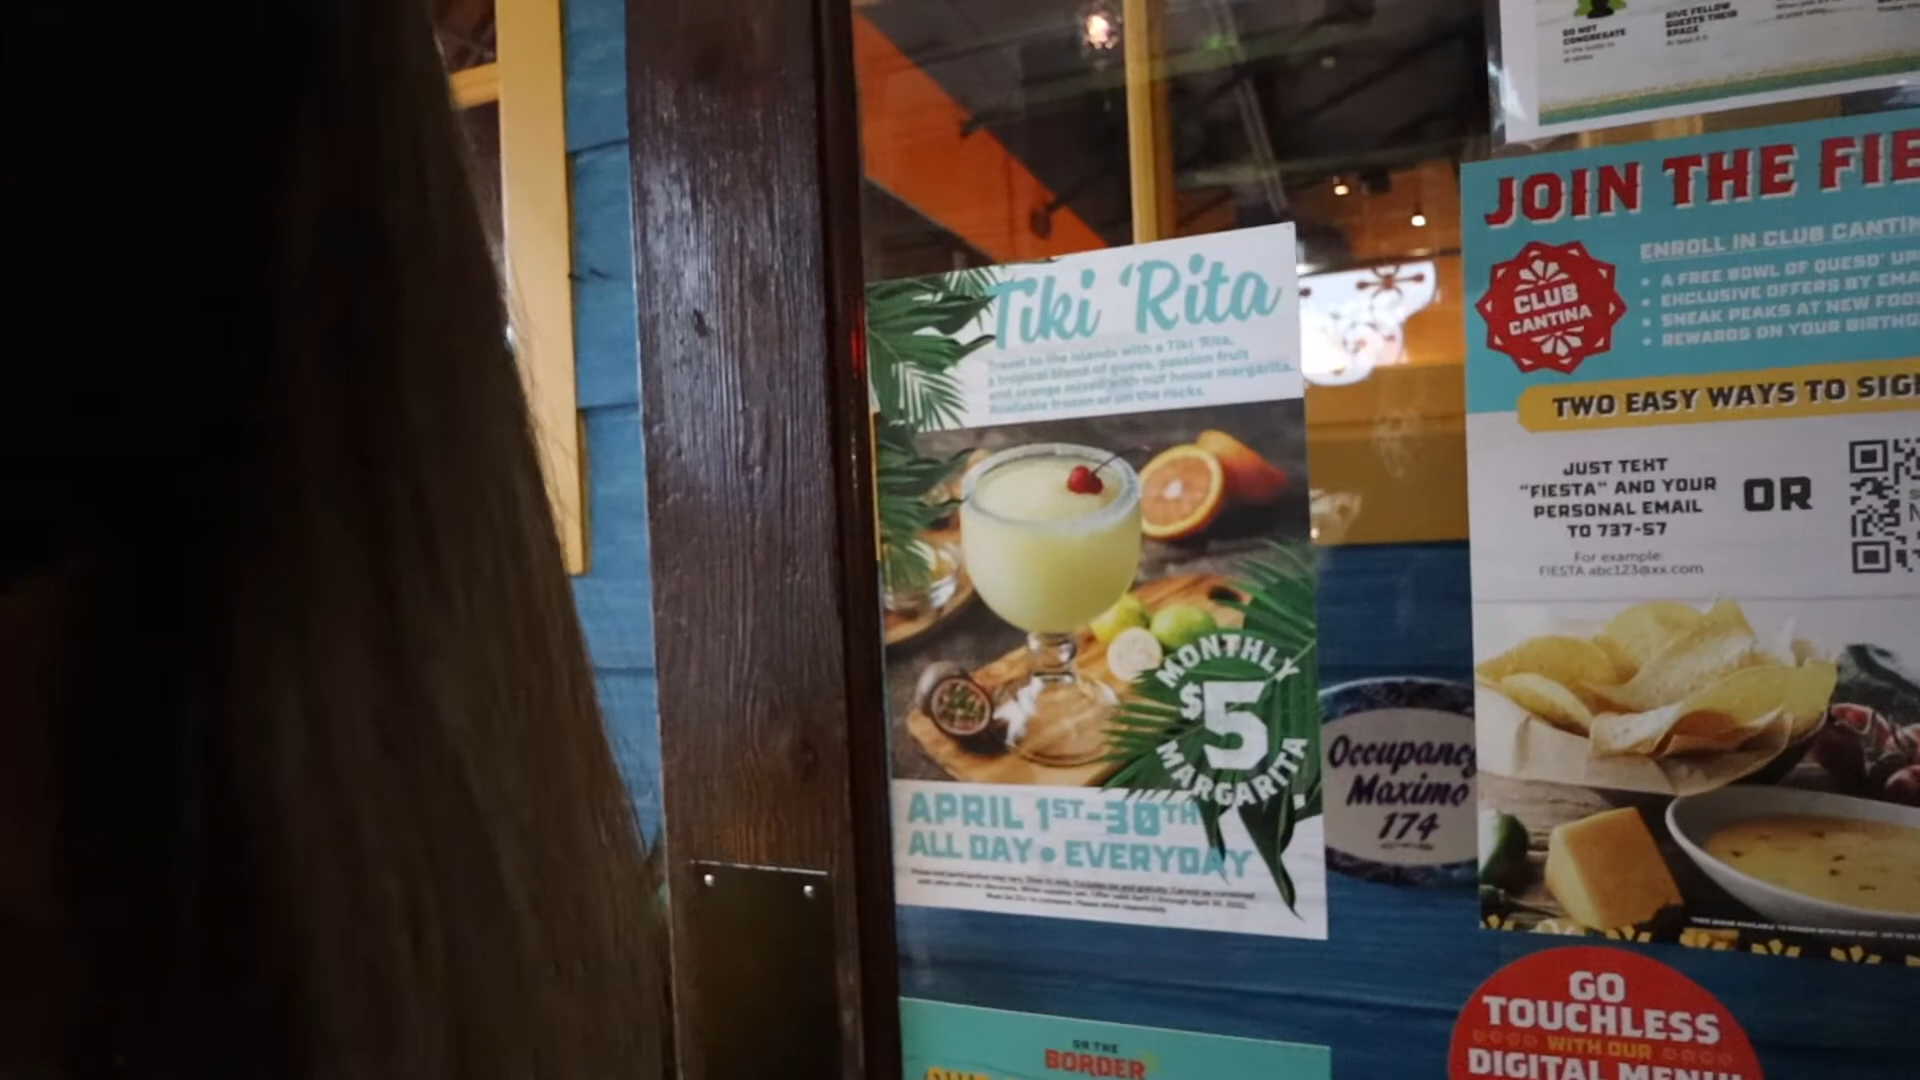 DO NOT
CONGREGATE
GIVE FELLOW
GUESTS THEIR
SPACE
Tiki 'Rita
Travel to the islands with a Tiki 'Rita,
a tropical blend of guava, passion fruit
and orange mixed with our house margarita.
Available frozen or on the rocks.
MONTHLY
$5
MARGARITA
APRIL 1ST-30TH
ALL DAY • EVERYDAY
Occupancy
Maximo
174
JOIN THE FIE
CLUB
CANTINA
ENROLL IN CLUB CANTIN
• A FREE BOWL OF QUESO* UP
• EXCLUSIVE OFFERS BY EMA
• SNEAK PEAKS AT NEW FOO
• REWARDS ON YOUR BIRTH
TWO EASY WAYS TO SIG
JUST TEXT
"FIESTA" AND YOUR
PERSONAL EMAIL
TO 737-57
OR
For example:
FIESTA abc123@xx.com
ON THE
BORDER
GO
TOUCHLESS
WITH OUR
DIGITAL MENU